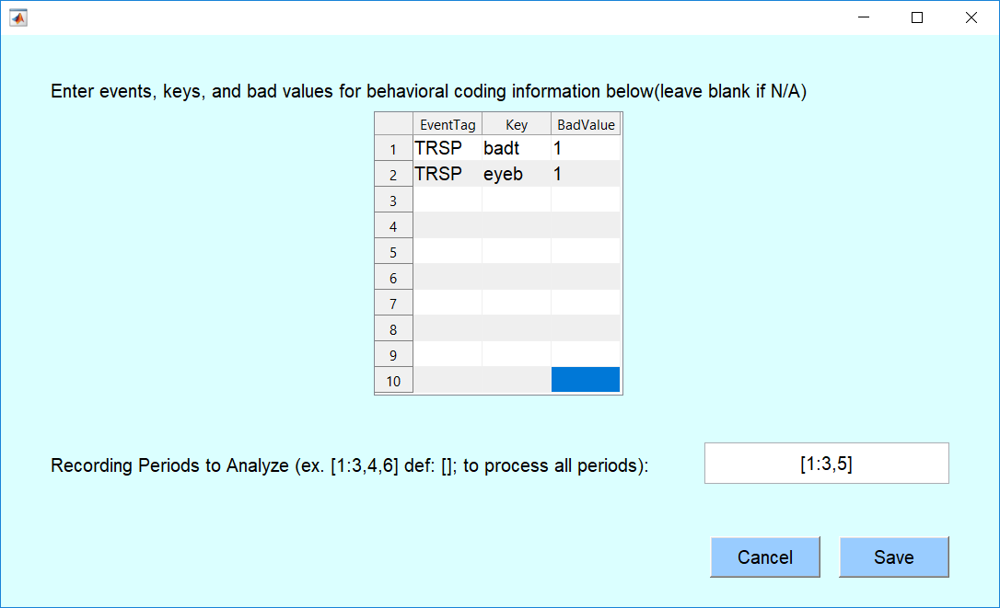 Enter events, keys, and bad values for behavioral coding information below(leave blank if N/A)
EventTag Key BadValue
1 TRSP badt 1
2 TRSP eyeb 1
3
4
5
6
7
8
9
10
Recording Periods to Analyze (ex. [1:3,4,6] def: []; to process all periods): [1:3,5]
Cancel Save